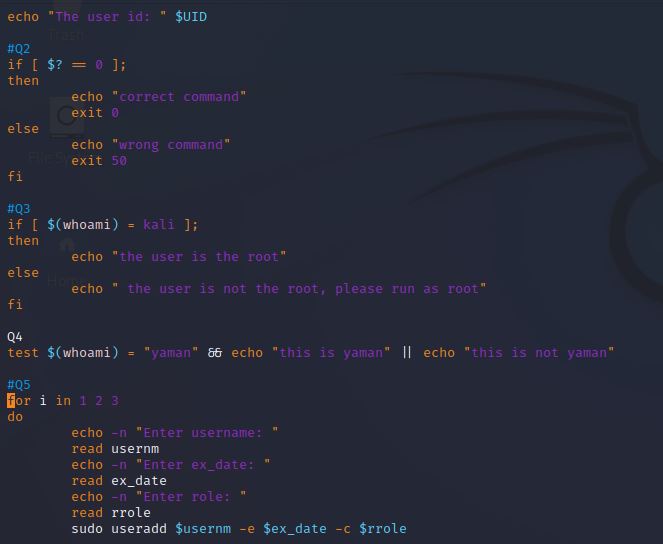 echo "The user id: " $UID
Trash
#Q2
if [ $? == 0 ];
then
echo "correct command"
exit 0
else
echo "wrong command"
exit 50
fi
#Q3
if [ $(whoami) = kali ];
then
echo "the user is the root"
else
Home
echo " the user is not the root, please run as root"
fi
Q4
test $(whoami) = "yaman" && echo "this is yaman" || echo "this is not yaman"
#Q5
for i in 1 2 3
do
echo -n "Enter username: "
read usernm
echo -n "Enter ex_date: "
read ex_date
echo -n "Enter role: "
read rrole
sudo useradd $usernm -e $ex_date -c $rrole